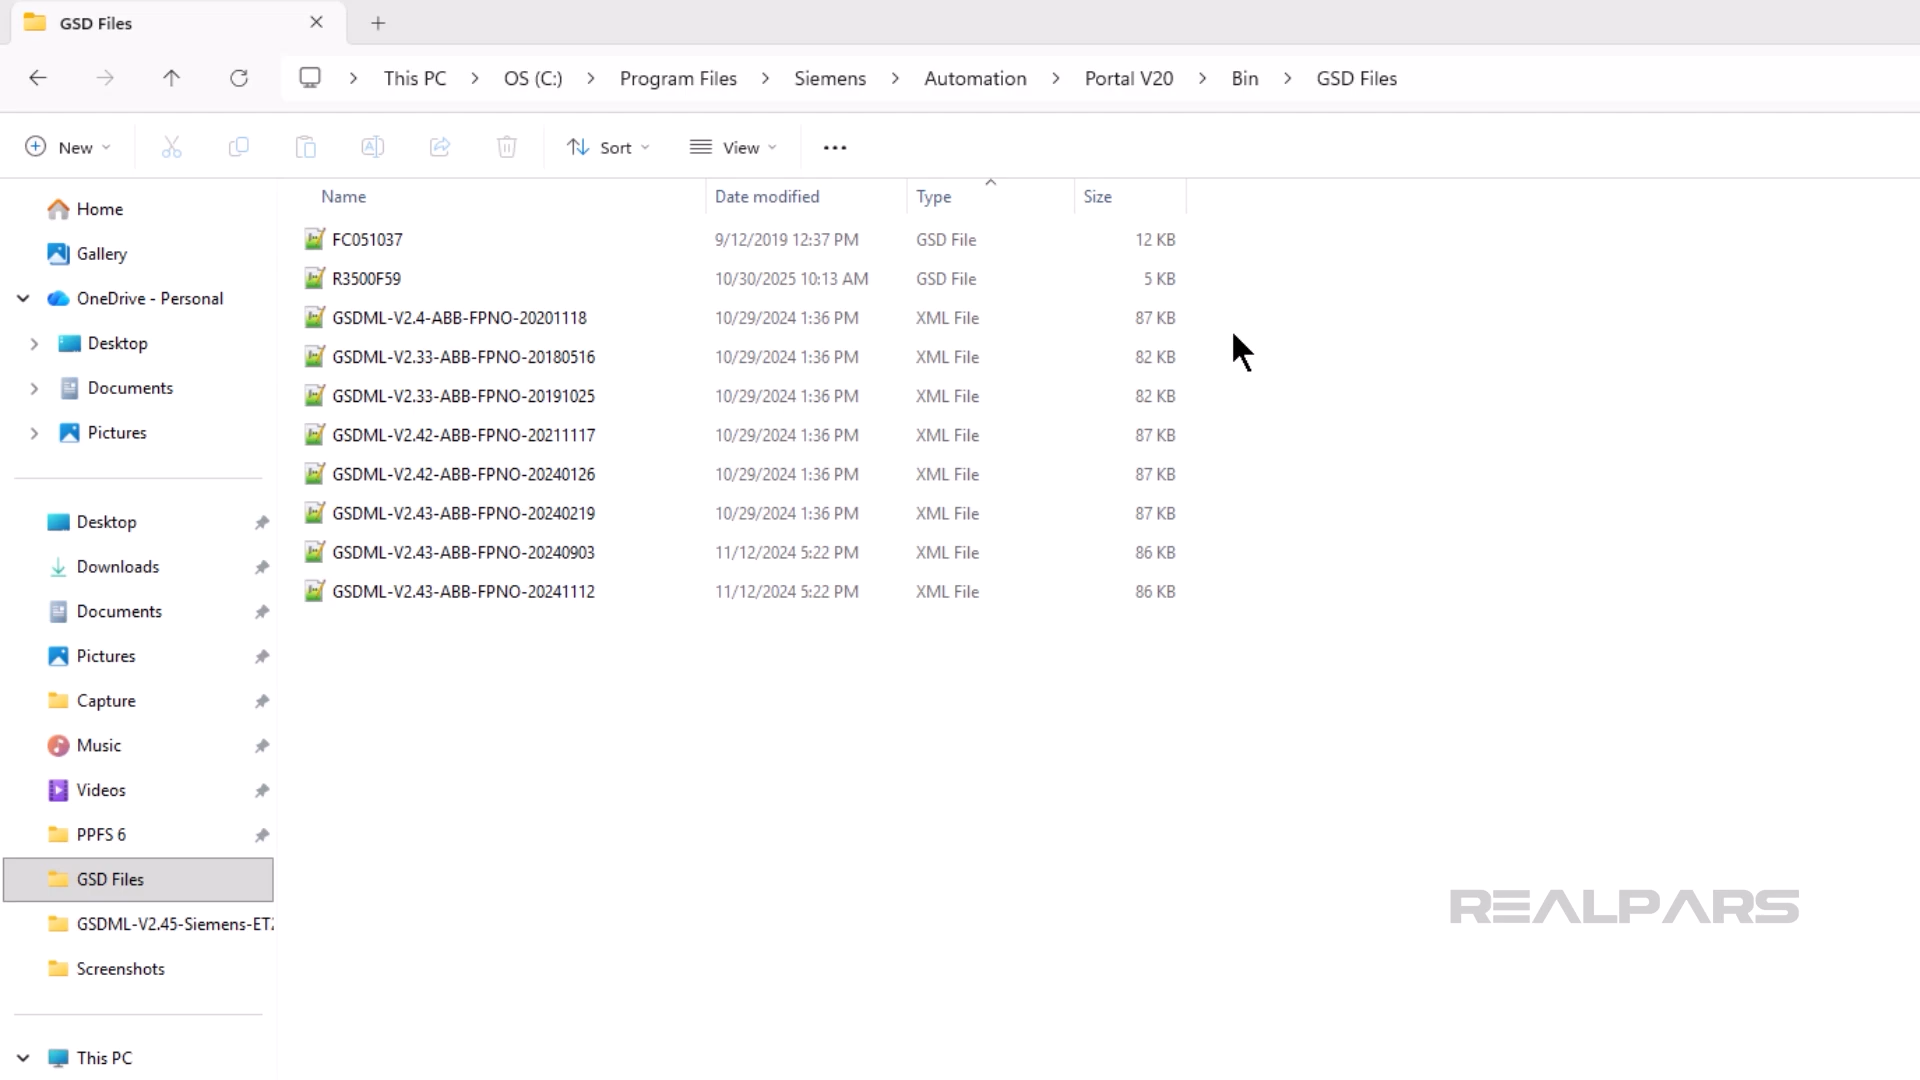 GSD Files
This PC
OS (C:)
Program Files
Siemens
Automation
Portal V20
Bin
GSD Files
New
Sort
View
Home
Gallery
OneDrive - Personal
Desktop
Documents
Pictures
Desktop
Downloads
Documents
Pictures
Capture
Music
Videos
PPFS 6
GSD Files
GSDML-V2.45-Siemens-ET2
Screenshots
This PC
Name Date modified Type Size
FC051037 9/12/2019 12:37 PM GSD File 12 KB
R3500F59 10/30/2025 10:13 AM GSD File 5 KB
GSDML-V2.4-ABB-FPNO-20201118 10/29/2024 1:36 PM XML File 87 KB
GSDML-V2.33-ABB-FPNO-20180516 10/29/2024 1:36 PM XML File 82 KB
GSDML-V2.33-ABB-FPNO-20191025 10/29/2024 1:36 PM XML File 82 KB
GSDML-V2.42-ABB-FPNO-20211117 10/29/2024 1:36 PM XML File 87 KB
GSDML-V2.42-ABB-FPNO-20240126 10/29/2024 1:36 PM XML File 87 KB
GSDML-V2.43-ABB-FPNO-20240219 10/29/2024 1:36 PM XML File 87 KB
GSDML-V2.43-ABB-FPNO-20240903 11/12/2024 5:22 PM XML File 86 KB
GSDML-V2.43-ABB-FPNO-20241112 11/12/2024 5:22 PM XML File 86 KB
REALPARS